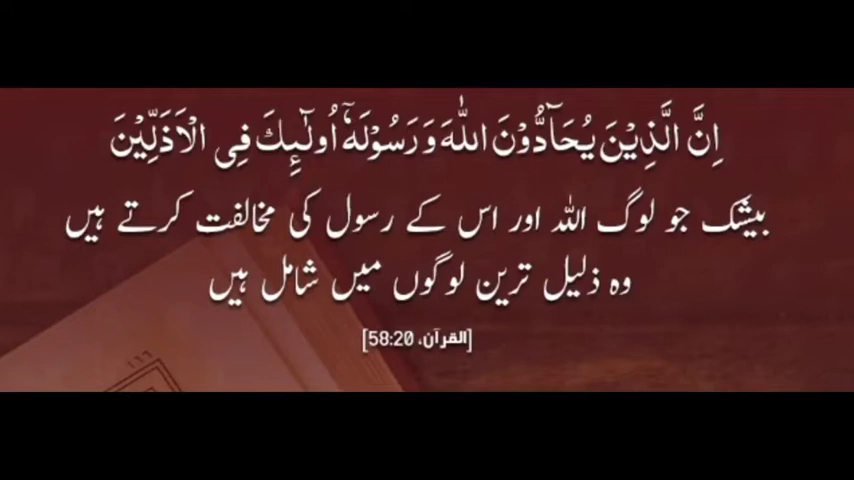 اِنَّ الَّذِيْنَ يُحَآدُّوْنَ اللّٰهَ وَرَسُوْلَهٗۤ اُولٰٓئِكَ فِى الْاَذَلِّيْنَ
بیشک جو لوگ اللہ اور اس کے رسول کی مخالفت کرتے ہیں
وہ ذلیل ترین لوگوں میں شامل ہیں
[القرآن، 58:20]
١٦٦